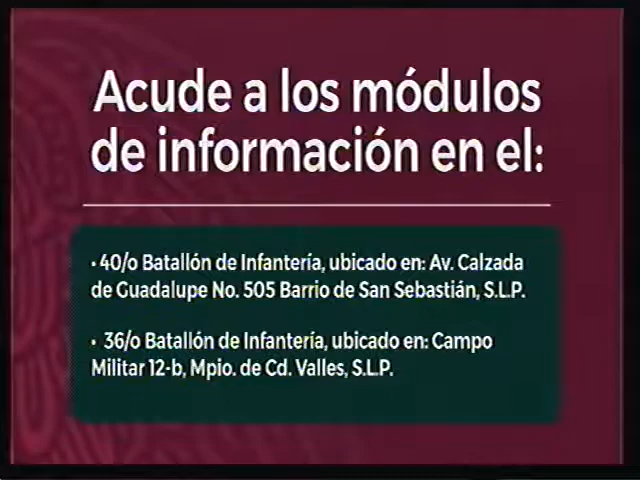 Acude a los módulos
de información en el:
• 40/o Batallón de Infantería, ubicado en: Av. Calzada
de Guadalupe No. 505 Barrio de San Sebastián, S.L.P.
• 36/o Batallón de Infantería, ubicado en: Campo
Militar 12-b, Mpio. de Cd. Valles, S.L.P.